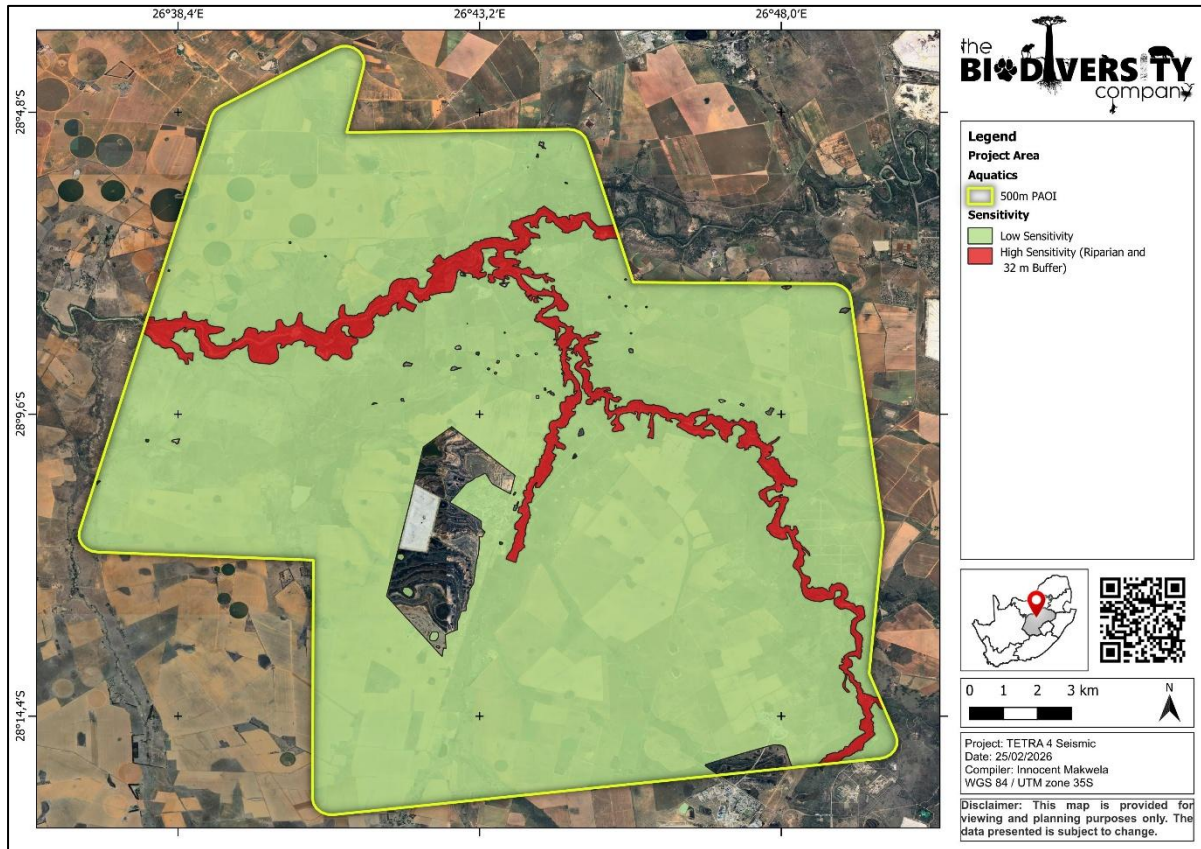 26°38,4'E
26°43,2'E
26°48,0'E
28°4,8'S
28°9,6'S
28°14,4'S
the
BIODIVERSITY
company
Legend
Project Area
Aquatics
500m PAOI
Sensitivity
Low Sensitivity
High Sensitivity (Riparian and
32 m Buffer)
0 1 2 3 km
N
Project: TETRA 4 Seismic
Date: 25/02/2026
Compiler: Innocent Makwela
WGS 84 / UTM zone 35S
Disclaimer: This map is provided for
viewing and planning purposes only. The
data presented is subject to change.